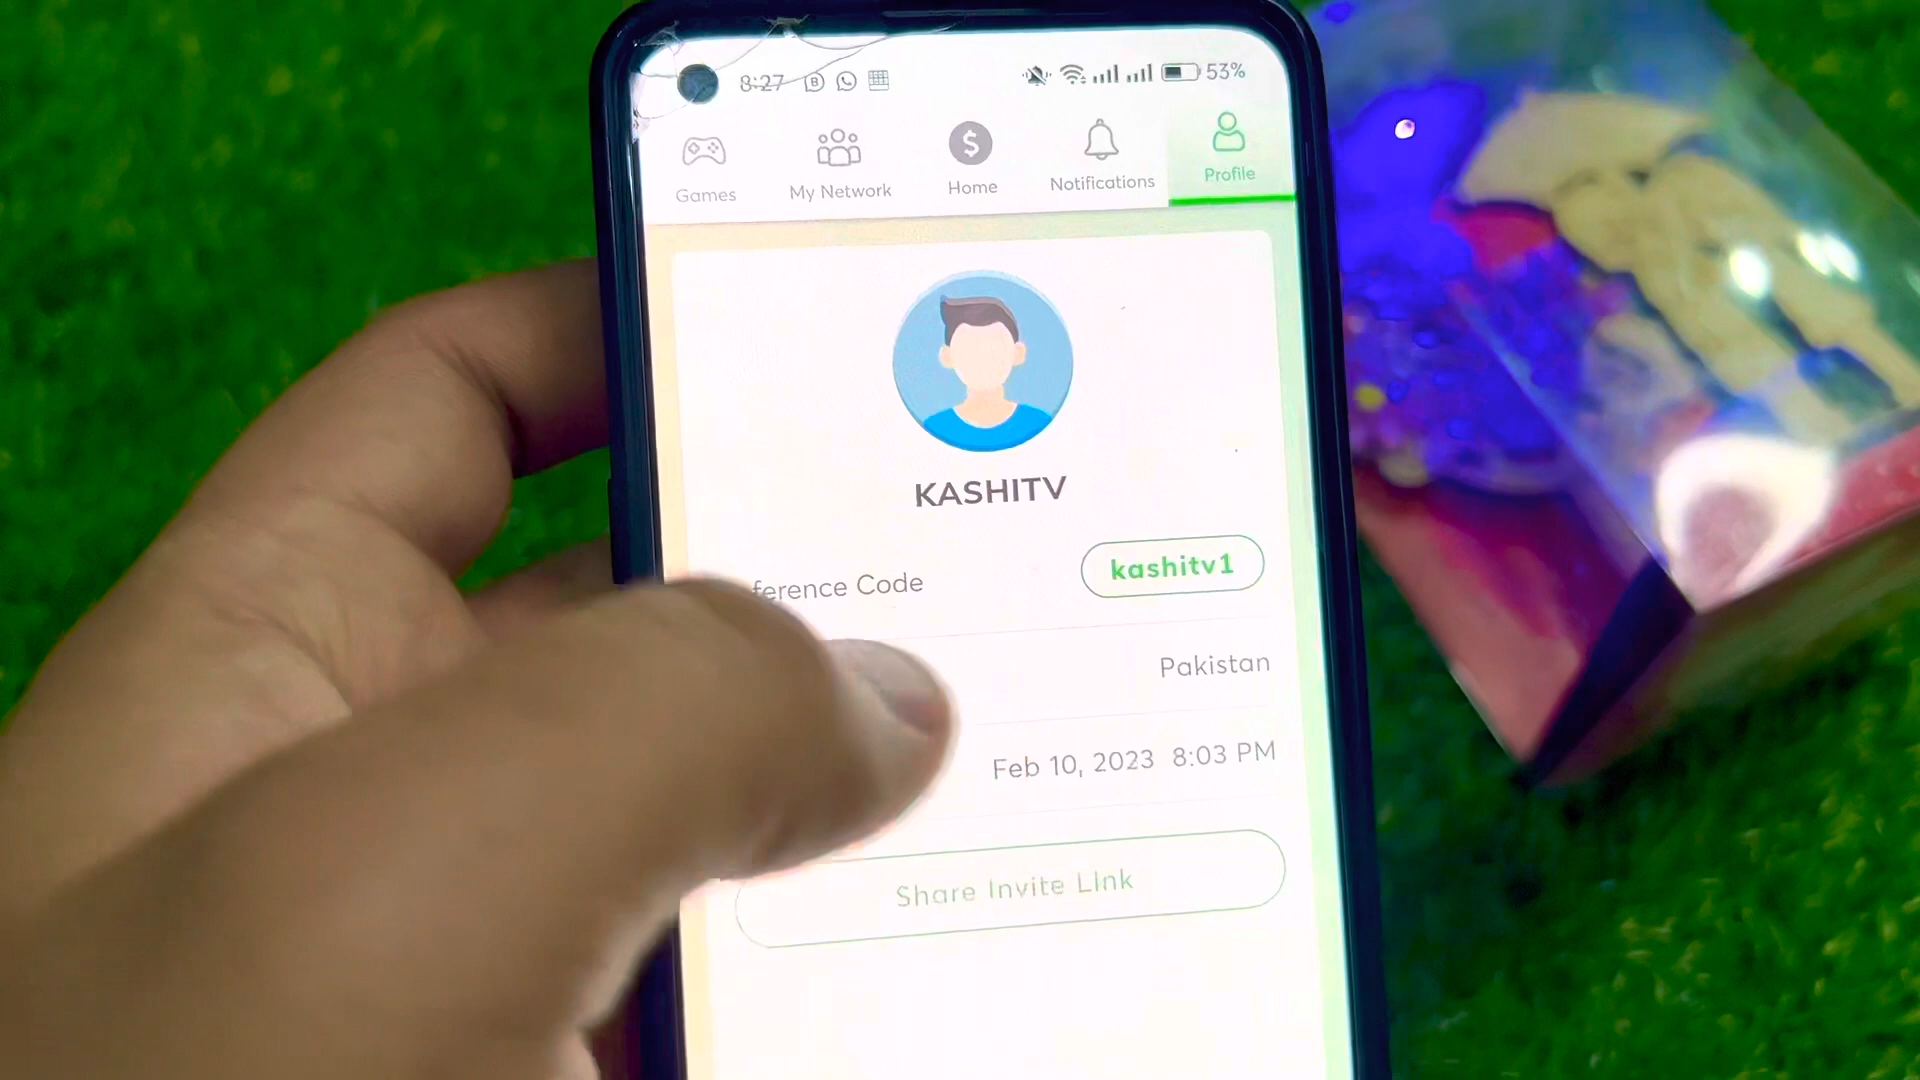 8:27 53%
Games My Network Home Notifications Profile
KASHITV
ference Code kashitv1
Pakistan
Feb 10, 2023 8:03 PM
Share Invite LInk